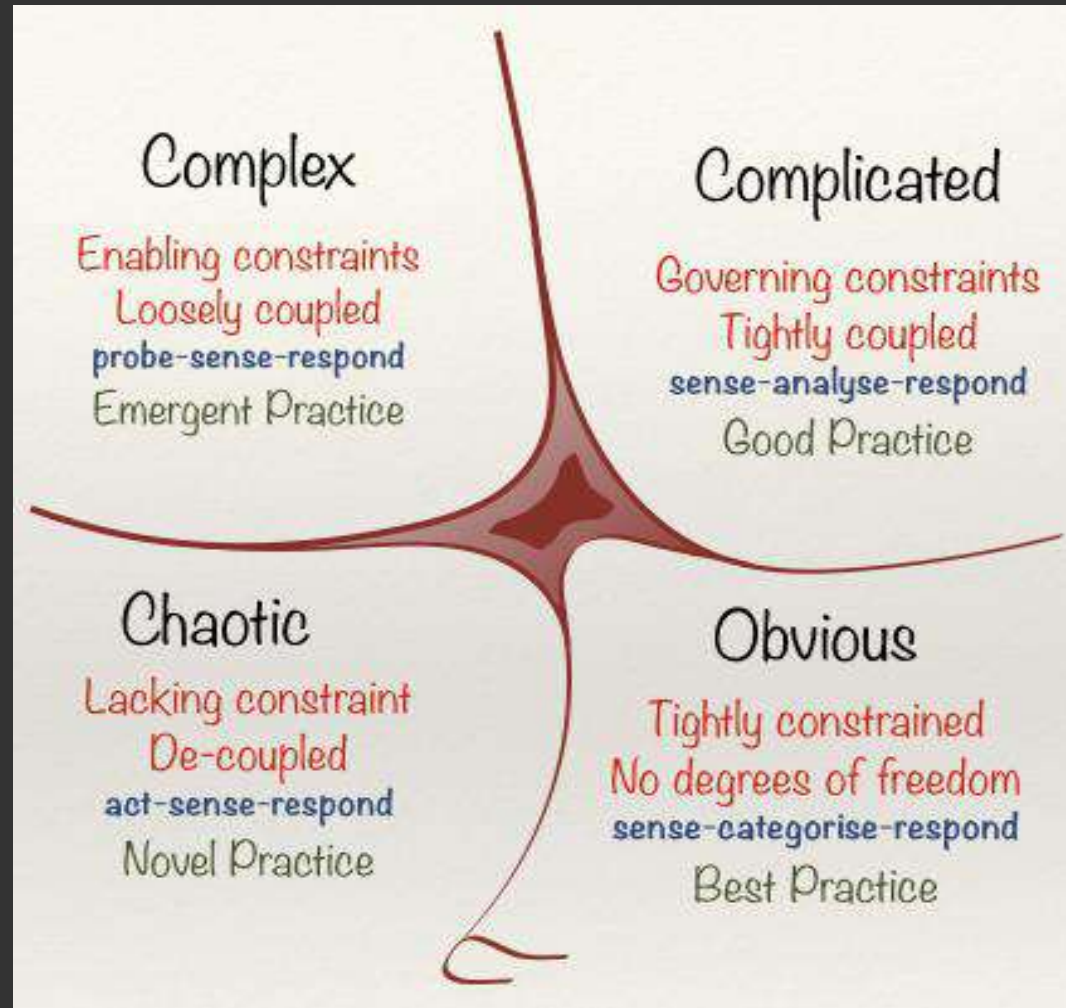 Complex
Enabling constraints
Loosely coupled
probe-sense-respond
Emergent Practice
Complicated
Governing constraints
Tightly coupled
sense-analyse-respond
Good Practice
Chaotic
Lacking constraint
De-coupled
act-sense-respond
Novel Practice
Obvious
Tightly constrained
No degrees of freedom
sense-categorise-respond
Best Practice